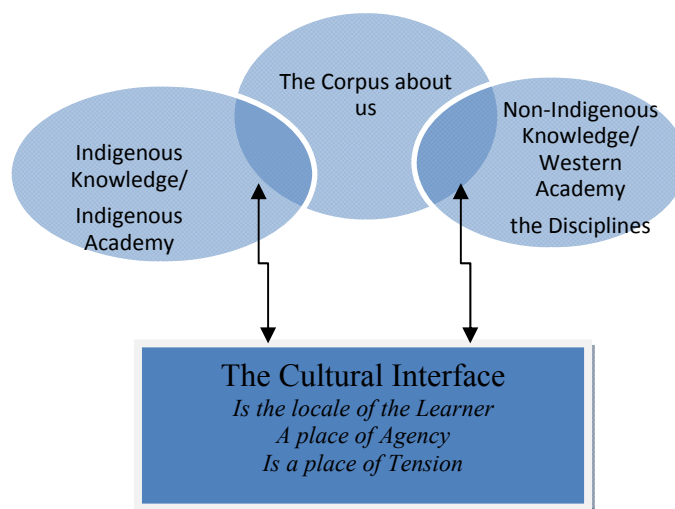 The Corpus about
us
Indigenous
Knowledge/
Indigenous
Academy
Non-Indigenous
Knowledge/
Western
Academy
the Disciplines
The Cultural Interface
Is the locale of the Learner
A place of Agency
Is a place of Tension